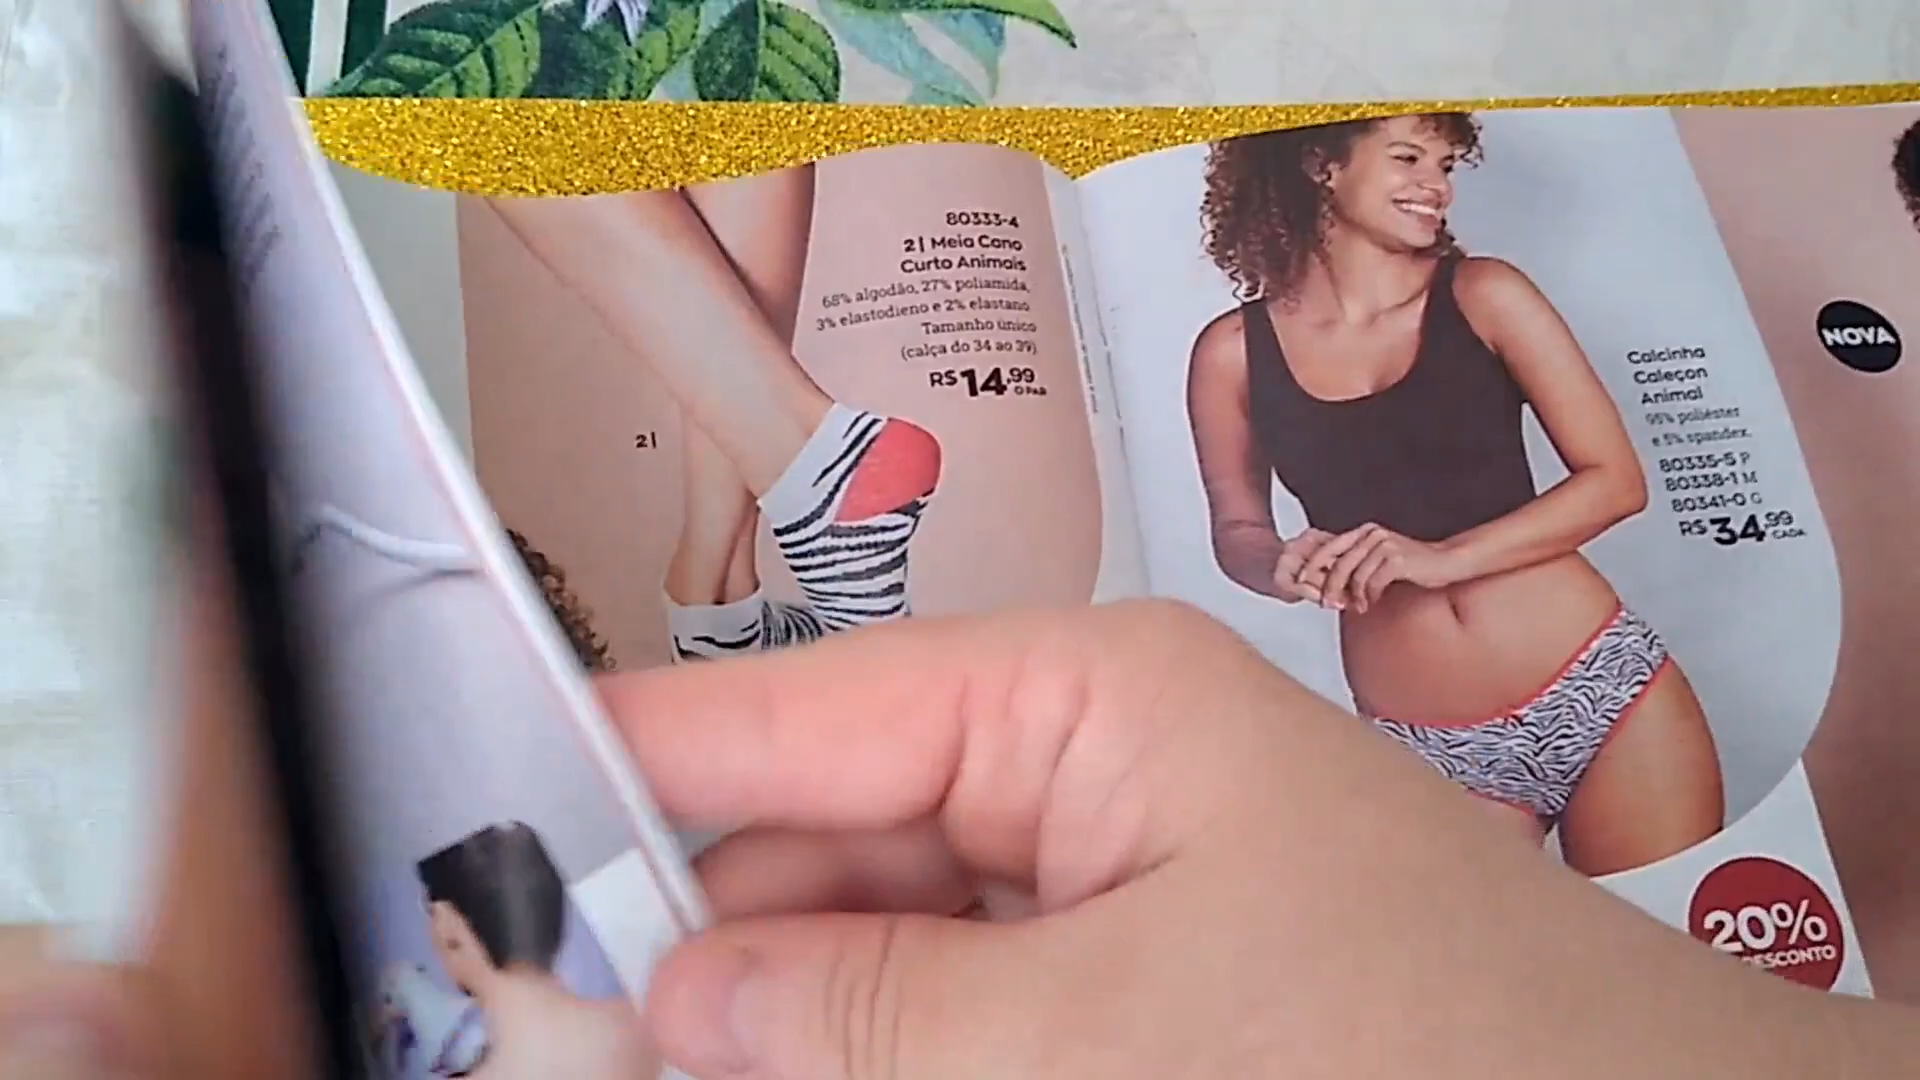 80333-4
2 | Meia Cano
Curto Animais
68% algodão, 27% poliamida,
3% elastodieno e 2% elastano
Tamanho único
(calça do 34 ao 39)
R$ 14,99
O PAR
2 |
NOVA
Calcinha
Caleçon
Animal
95% poliéster
e 5% spandex.
80335-5 P
80338-1 M
80341-0 G
R$ 34,99
CADA
20%
DESCONTO